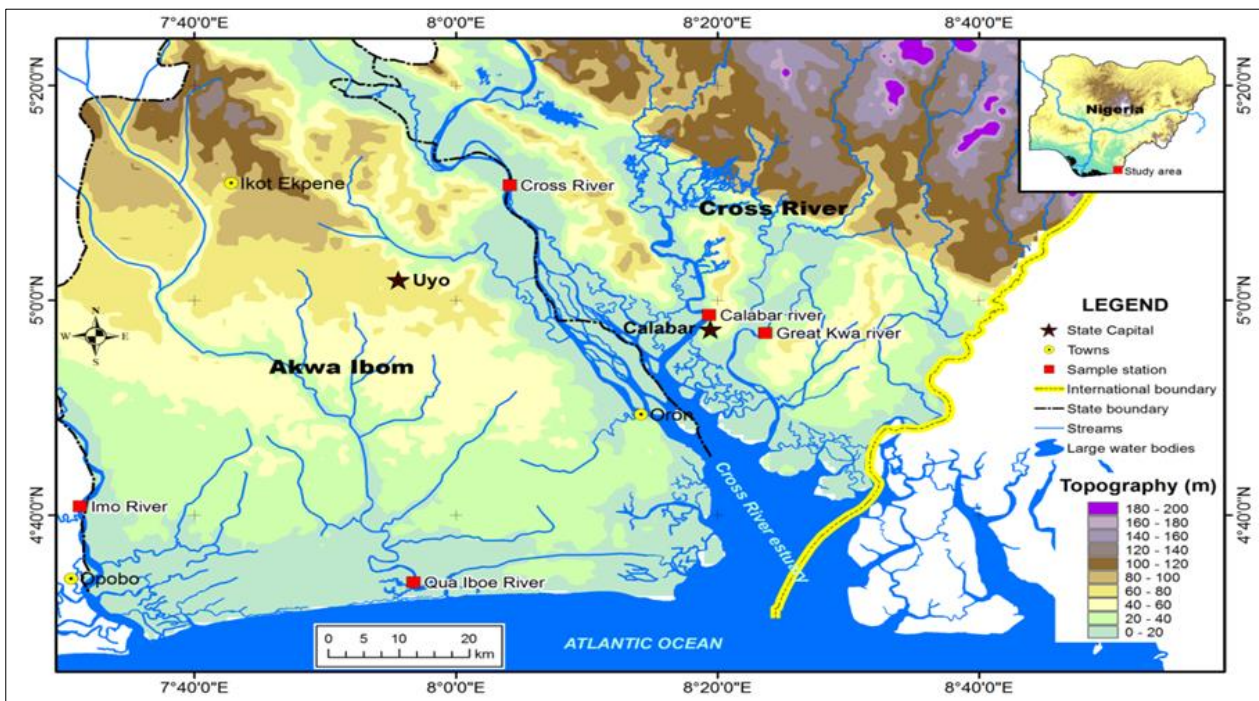 7°40'0"E
8°0'0"E
8°20'0"E
8°40'0"E
5°20'0"N
5°20'0"N
Nigeria
Study area
Ikot Ekpene
Cross River
Cross River
Uyo
5°0'0"N
5°0'0"N
N
W
E
S
Calabar river
Calabar
Great Kwa river
Akwa Ibom
Oron
LEGEND
State Capital
Towns
Sample station
International boundary
State boundary
Streams
Large water bodies
Topography (m)
180 - 200
160 - 180
140 - 160
120 - 140
100 - 120
80 - 100
60 - 80
40 - 60
20 - 40
0 - 20
Cross River estuary
4°40'0"N
4°40'0"N
Imo River
Opobo
Qua Iboe River
0 5 10 20
km
ATLANTIC OCEAN
7°40'0"E
8°0'0"E
8°20'0"E
8°40'0"E